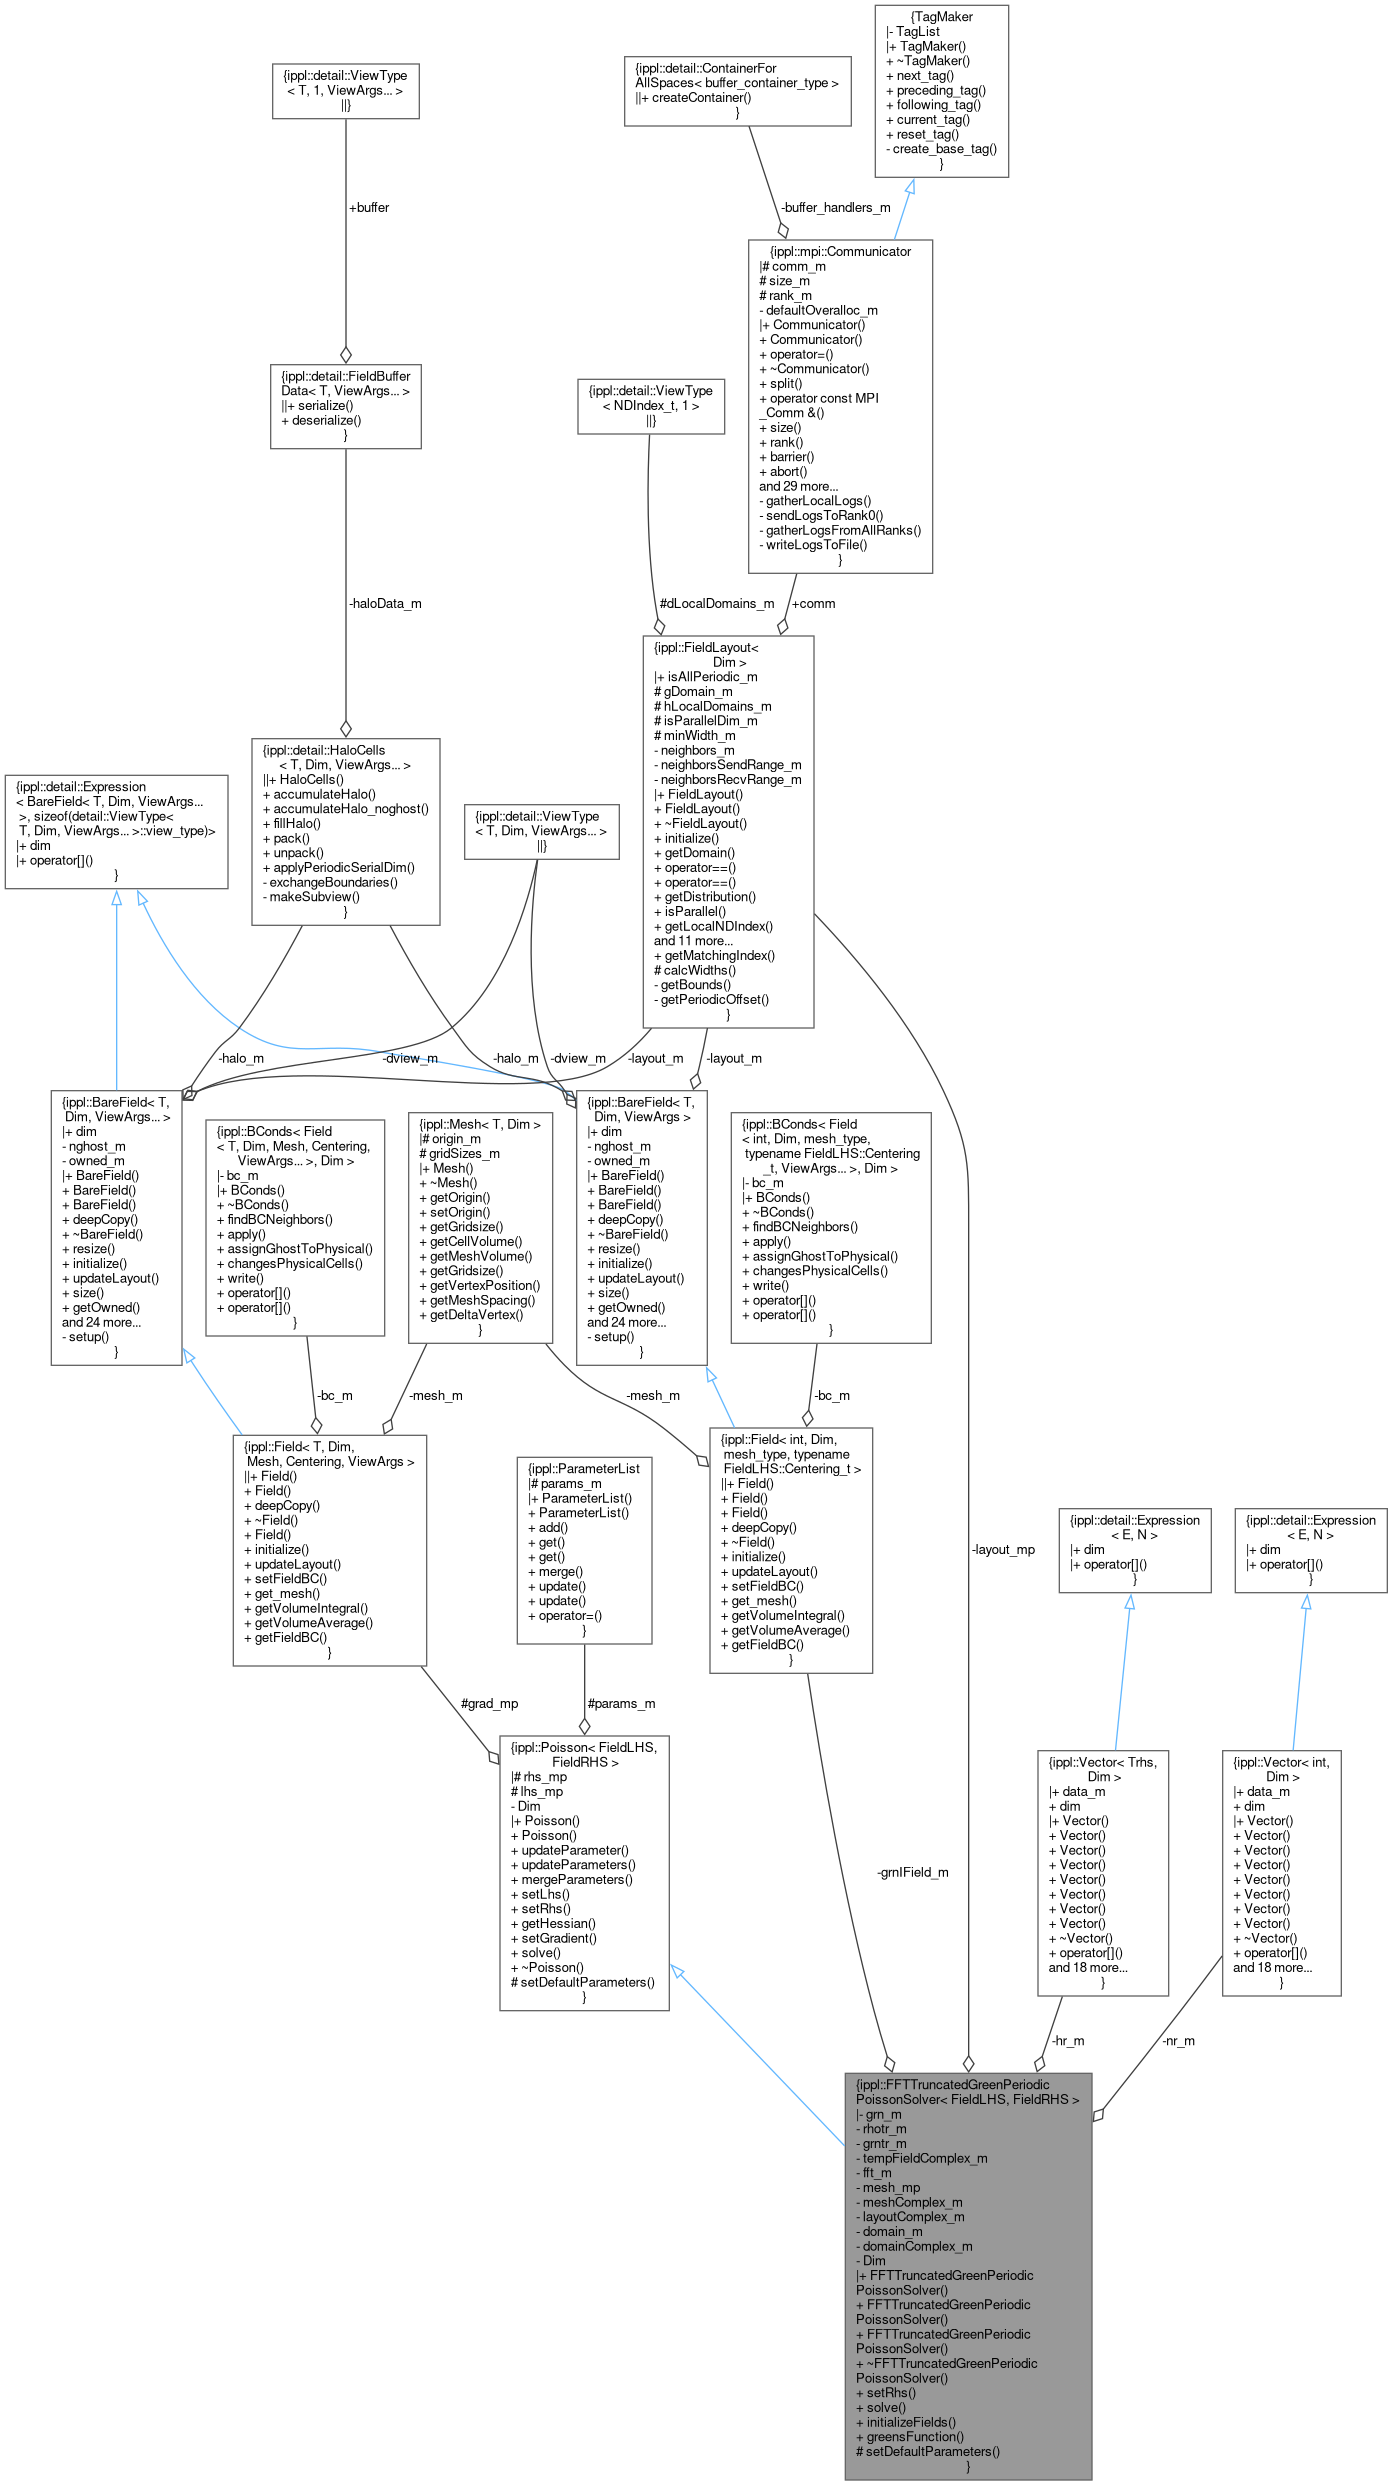 {TagMaker
|- TagList
|+ TagMaker()
+ ~TagMaker()
+ next_tag()
+ preceding_tag()
+ following_tag()
+ current_tag()
+ reset_tag()
- create_base_tag()
}
{ippl::detail::ViewType
< T, 1, ViewArgs... >
||}
{ippl::detail::ContainerFor
AllSpaces< buffer_container_type >
||+ createContainer()
}
+buffer
-buffer_handlers_m
{ippl::mpi::Communicator
|# comm_m
# size_m
# rank_m
- defaultOveralloc_m
|+ Communicator()
+ Communicator()
+ operator=()
+ ~Communicator()
+ split()
+ operator const MPI
_Comm &()
+ size()
+ rank()
+ barrier()
+ abort()
and 29 more...
- gatherLocalLogs()
- sendLogsToRank0()
- gatherLogsFromAllRanks()
- writeLogsToFile()
}
{ippl::detail::FieldBuffer
Data< T, ViewArgs... >
||+ serialize()
+ deserialize()
}
{ippl::detail::ViewType
< NDIndex_t, 1 >
||}
-haloData_m
#dLocalDomains_m
+comm
{ippl::FieldLayout<
Dim >
|+ isAllPeriodic_m
# gDomain_m
# hLocalDomains_m
# isParallelDim_m
# minWidth_m
- neighbors_m
- neighborsSendRange_m
- neighborsRecvRange_m
|+ FieldLayout()
+ FieldLayout()
+ ~FieldLayout()
+ initialize()
+ getDomain()
+ operator==()
+ operator==()
+ getDistribution()
+ isParallel()
+ getLocalNDIndex()
and 11 more...
+ getMatchingIndex()
# calcWidths()
- getBounds()
- getPeriodicOffset()
}
{ippl::detail::HaloCells
< T, Dim, ViewArgs... >
||+ HaloCells()
+ accumulateHalo()
+ accumulateHalo_noghost()
+ fillHalo()
+ pack()
+ unpack()
+ applyPeriodicSerialDim()
- exchangeBoundaries()
- makeSubview()
}
{ippl::detail::Expression
< BareField< T, Dim, ViewArgs...
>, sizeof(detail::ViewType<
T, Dim, ViewArgs... >::view_type)>
|+ dim
|+ operator[]()
}
{ippl::detail::ViewType
< T, Dim, ViewArgs... >
||}
-halo_m
-dview_m
-halo_m
-dview_m
-layout_m
-layout_m
{ippl::BareField< T,
Dim, ViewArgs... >
|+ dim
- nghost_m
- owned_m
|+ BareField()
+ BareField()
+ BareField()
+ deepCopy()
+ ~BareField()
+ resize()
+ initialize()
+ updateLayout()
+ size()
+ getOwned()
and 24 more...
- setup()
}
{ippl::BConds< Field
< T, Dim, Mesh, Centering,
ViewArgs... >, Dim >
|- bc_m
|+ BConds()
+ ~BConds()
+ findBCNeighbors()
+ apply()
+ assignGhostToPhysical()
+ changesPhysicalCells()
+ write()
+ operator[]()
+ operator[]()
}
{ippl::Mesh< T, Dim >
|# origin_m
# gridSizes_m
|+ Mesh()
+ ~Mesh()
+ getOrigin()
+ setOrigin()
+ getGridsize()
+ getCellVolume()
+ getMeshVolume()
+ getGridsize()
+ getVertexPosition()
+ getMeshSpacing()
+ getDeltaVertex()
}
{ippl::BareField< T,
Dim, ViewArgs >
|+ dim
- nghost_m
- owned_m
|+ BareField()
+ BareField()
+ BareField()
+ deepCopy()
+ ~BareField()
+ resize()
+ initialize()
+ updateLayout()
+ size()
+ getOwned()
and 24 more...
- setup()
}
{ippl::BConds< Field
< int, Dim, mesh_type,
typename FieldLHS::Centering
_t, ViewArgs... >, Dim >
|- bc_m
|+ BConds()
+ ~BConds()
+ findBCNeighbors()
+ apply()
+ assignGhostToPhysical()
+ changesPhysicalCells()
+ write()
+ operator[]()
+ operator[]()
}
-bc_m
-mesh_m
-mesh_m
-bc_m
{ippl::Field< T, Dim,
Mesh, Centering, ViewArgs >
||+ Field()
+ Field()
+ deepCopy()
+ ~Field()
+ Field()
+ initialize()
+ updateLayout()
+ setFieldBC()
+ get_mesh()
+ getVolumeIntegral()
+ getVolumeAverage()
+ getFieldBC()
}
{ippl::ParameterList
|# params_m
|+ ParameterList()
+ ParameterList()
+ add()
+ get()
+ get()
+ merge()
+ update()
+ update()
+ operator=()
}
{ippl::Field< int, Dim,
mesh_type, typename
FieldLHS::Centering_t >
||+ Field()
+ Field()
+ Field()
+ deepCopy()
+ ~Field()
+ initialize()
+ updateLayout()
+ setFieldBC()
+ get_mesh()
+ getVolumeIntegral()
+ getVolumeAverage()
+ getFieldBC()
}
-layout_mp
{ippl::detail::Expression
< E, N >
|+ dim
|+ operator[]()
}
{ippl::detail::Expression
< E, N >
|+ dim
|+ operator[]()
}
#grad_mp
#params_m
{ippl::Poisson< FieldLHS,
FieldRHS >
|# rhs_mp
# lhs_mp
- Dim
|+ Poisson()
+ Poisson()
+ updateParameter()
+ updateParameters()
+ mergeParameters()
+ setLhs()
+ setRhs()
+ getHessian()
+ setGradient()
+ solve()
+ ~Poisson()
# setDefaultParameters()
}
-grnIField_m
{ippl::Vector< Trhs,
Dim >
|+ data_m
+ dim
|+ Vector()
+ Vector()
+ Vector()
+ Vector()
+ Vector()
+ Vector()
+ Vector()
+ Vector()
+ ~Vector()
+ operator[]()
and 18 more...
}
{ippl::Vector< int,
Dim >
|+ data_m
+ dim
|+ Vector()
+ Vector()
+ Vector()
+ Vector()
+ Vector()
+ Vector()
+ Vector()
+ Vector()
+ ~Vector()
+ operator[]()
and 18 more...
}
-hr_m
-nr_m
{ippl::FFTTruncatedGreenPeriodic
PoissonSolver< FieldLHS, FieldRHS >
|- grn_m
- rhotr_m
- grntr_m
- tempFieldComplex_m
- fft_m
- mesh_mp
- meshComplex_m
- layoutComplex_m
- domain_m
- domainComplex_m
- Dim
|+ FFTTruncatedGreenPeriodic
PoissonSolver()
+ FFTTruncatedGreenPeriodic
PoissonSolver()
+ FFTTruncatedGreenPeriodic
PoissonSolver()
+ ~FFTTruncatedGreenPeriodic
PoissonSolver()
+ setRhs()
+ solve()
+ initializeFields()
+ greensFunction()
# setDefaultParameters()
}